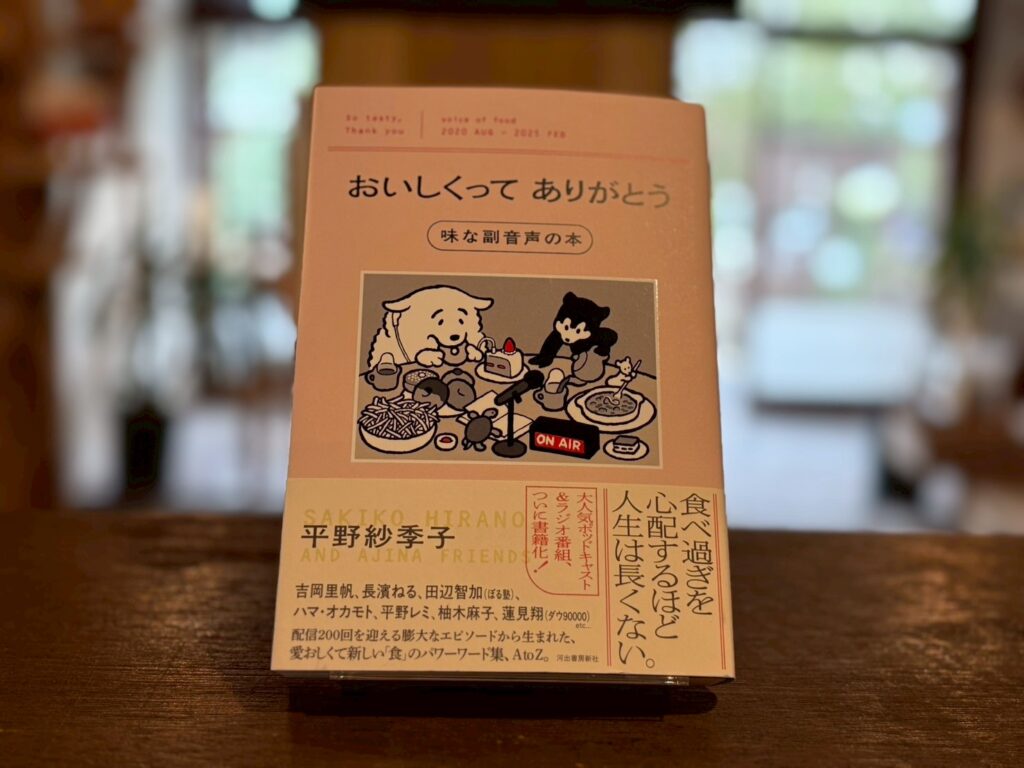 So tasty,
Thank you
voice of food
2020 AUG - 2025 FEB
おいしくって ありがとう
味な副音声の本
ON AIR
SAKIKO HIRANO
平野紗季子
AND AJINA FRIENDS
吉岡里帆、長濱ねる、田辺智加(ぼる塾)、
ハマ・オカモト、平野レミ、柚木麻子、蓮見翔(ダウ90000)
etc...
配信200回を迎える膨大なエピソードから生まれた、
愛おしくて新しい「食」のパワーワード集、A to Z。
河出書房新社
大人気ポッドキャスト
&ラジオ番組、
ついに書籍化!
食べ過ぎを
心配するほど
人生は長くない。